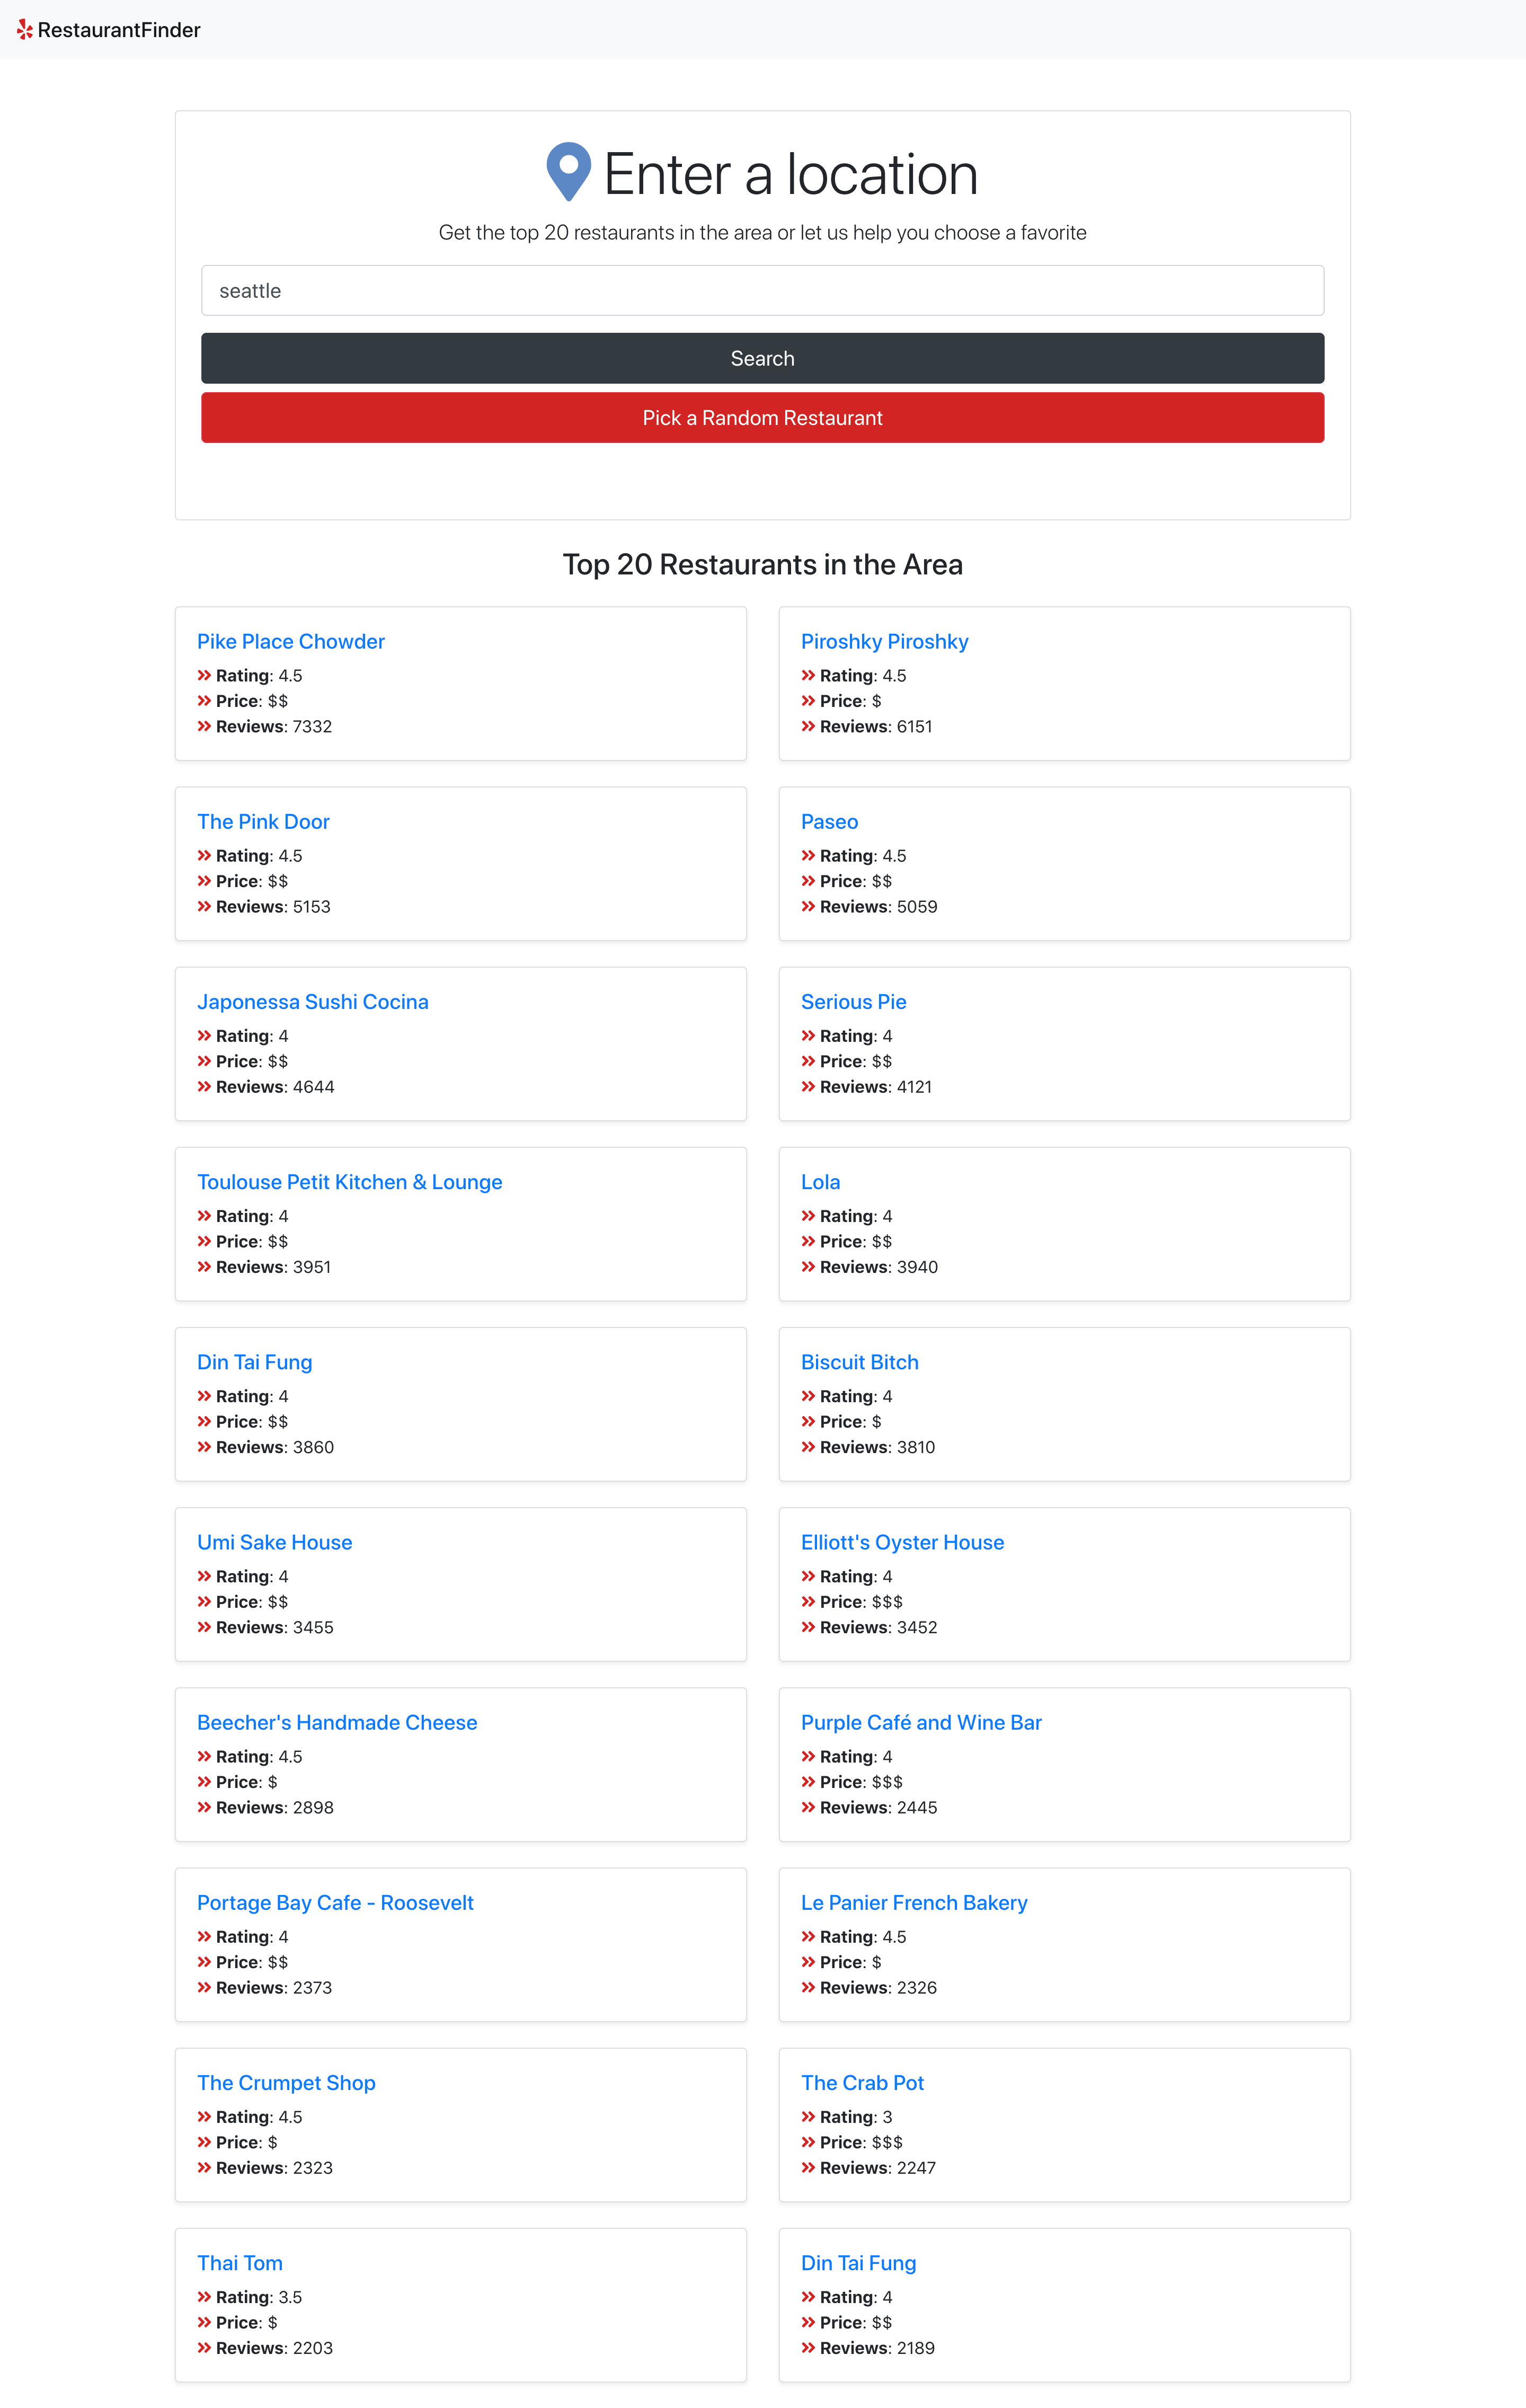 RestaurantFinder
Enter a location
Get the top 20 restaurants in the area or let us help you choose a favorite
seattle
Search
Pick a Random Restaurant
Top 20 Restaurants in the Area
Pike Place Chowder
Rating: 4.5
Price: $$
Reviews: 7332
Piroshky Piroshky
Rating: 4.5
Price: $
Reviews: 6151
The Pink Door
Rating: 4.5
Price: $$
Reviews: 5153
Paseo
Rating: 4.5
Price: $$
Reviews: 5059
Japonessa Sushi Cocina
Rating: 4
Price: $$
Reviews: 4644
Serious Pie
Rating: 4
Price: $$
Reviews: 4121
Toulouse Petit Kitchen & Lounge
Rating: 4
Price: $$
Reviews: 3951
Lola
Rating: 4
Price: $$
Reviews: 3940
Din Tai Fung
Rating: 4
Price: $$
Reviews: 3860
Biscuit Bitch
Rating: 4
Price: $
Reviews: 3810
Umi Sake House
Rating: 4
Price: $$
Reviews: 3455
Elliott's Oyster House
Rating: 4
Price: $$$
Reviews: 3452
Beecher's Handmade Cheese
Rating: 4.5
Price: $
Reviews: 2898
Purple Café and Wine Bar
Rating: 4
Price: $$$
Reviews: 2445
Portage Bay Cafe - Roosevelt
Rating: 4
Price: $$
Reviews: 2373
Le Panier French Bakery
Rating: 4.5
Price: $
Reviews: 2326
The Crumpet Shop
Rating: 4.5
Price: $
Reviews: 2323
The Crab Pot
Rating: 3
Price: $$$
Reviews: 2247
Thai Tom
Rating: 3.5
Price: $
Reviews: 2203
Din Tai Fung
Rating: 4
Price: $$
Reviews: 2189